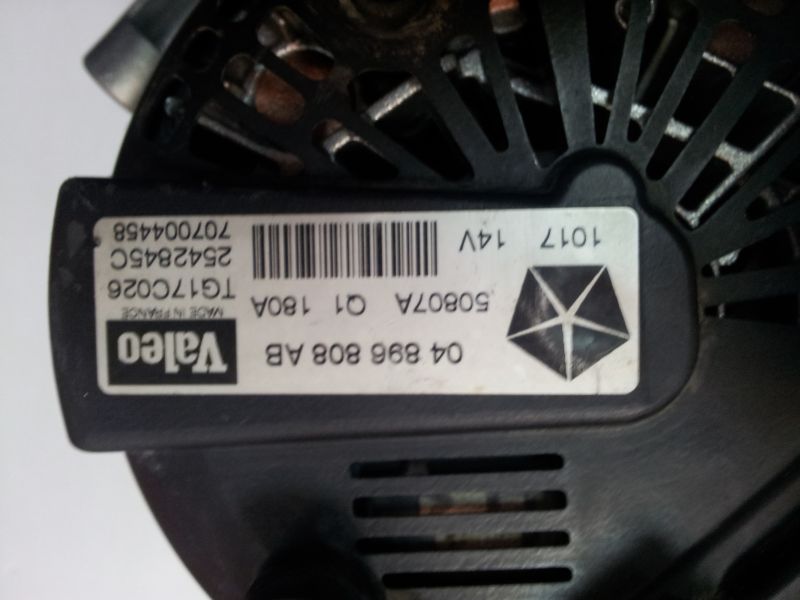 Valeo
MADE IN FRANCE
04 896 808 AB
TG17C026
50807A Q1 180A
2542845C
707004458
1017 14V